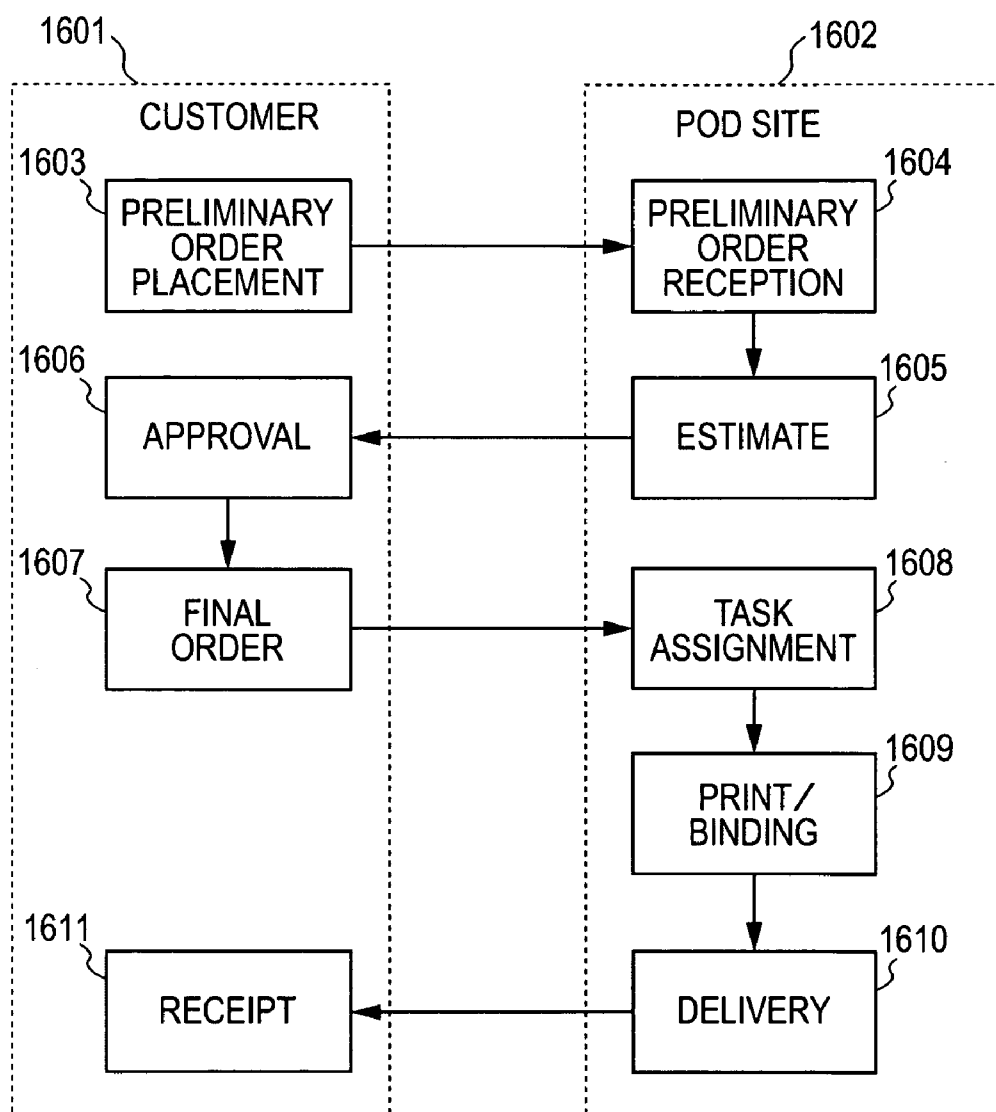 1601
1602
CUSTOMER
POD SITE
1603
PRELIMINARY
ORDER
PLACEMENT
1604
PRELIMINARY
ORDER
RECEPTION
1606
APPROVAL
1605
ESTIMATE
1607
FINAL
ORDER
1608
TASK
ASSIGNMENT
1609
PRINT/
BINDING
1611
RECEIPT
1610
DELIVERY